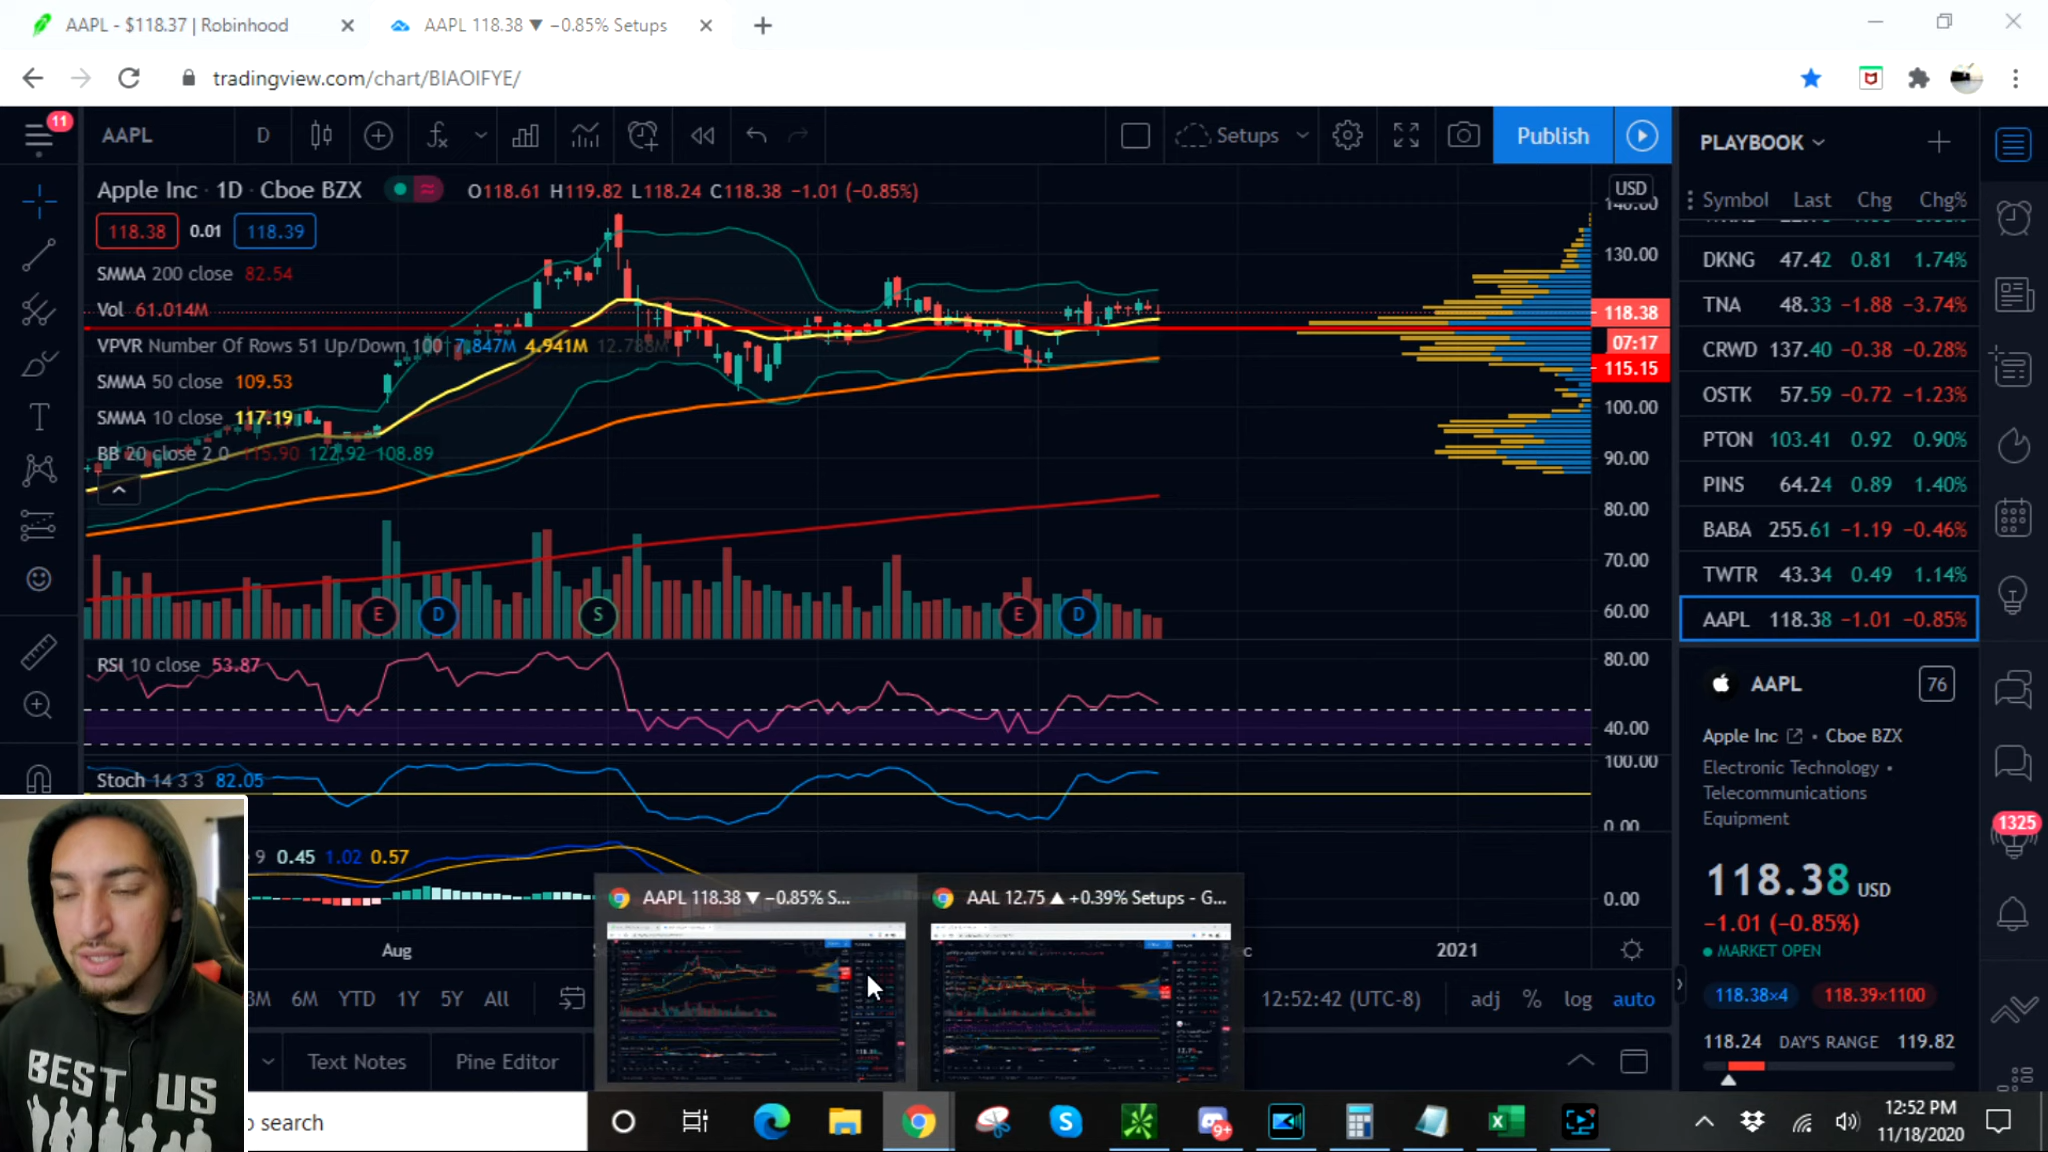 AAPL - $118.37 | Robinhood
AAPL 118.38 ▼ −0.85% Setups
tradingview.com/chart/BIAOIFYE/
11
AAPL
D
Setups
Publish
PLAYBOOK
Apple Inc · 1D · Cboe BZX
O118.61 H119.82 L118.24 C118.38 −1.01 (−0.85%)
USD
Symbol Last Chg Chg%
118.38 0.01 118.39
SMMA 200 close 82.54
Vol 61.014M
VPVR Number Of Rows 51 Up/Down 100 7.847M 4.941M 12.788M
SMMA 50 close 109.53
SMMA 10 close 117.19
BB 20 close 2.0 115.90 122.92 108.89
140.00
130.00
118.38
07:17
115.15
100.00
90.00
80.00
70.00
60.00
DKNG 47.42 0.81 1.74%
TNA 48.33 −1.88 −3.74%
CRWD 137.40 −0.38 −0.28%
OSTK 57.59 −0.72 −1.23%
PTON 103.41 0.92 0.90%
PINS 64.24 0.89 1.40%
BABA 255.61 −1.19 −0.46%
TWTR 43.34 0.49 1.14%
AAPL 118.38 −1.01 −0.85%
E D S E D
RSI 10 close 53.87
80.00
40.00
Stoch 14 3 3 82.05
100.00
0.00
9 0.45 1.02 0.57
0.00
AAPL
76
Apple Inc · Cboe BZX
Electronic Technology •
Telecommunications
Equipment
1325
118.38 USD
−1.01 (−0.85%)
MARKET OPEN
118.38×4 118.39×1100
118.24 DAY'S RANGE 119.82
AAPL 118.38 ▼ −0.85% S...
AAL 12.75 ▲ +0.39% Setups - G...
Aug
2021
3M 6M YTD 1Y 5Y All
12:52:42 (UTC-8)
adj % log auto
Text Notes
Pine Editor
BEST US
o search
9+
12:52 PM
11/18/2020